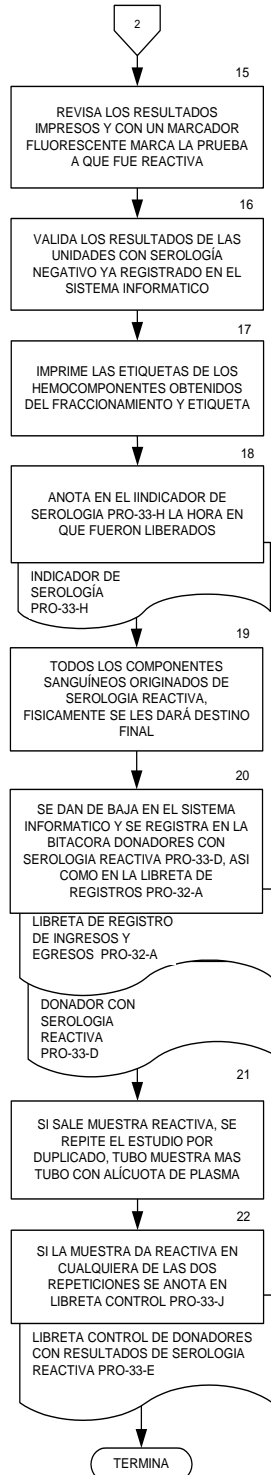 2
15
REVISA LOS RESULTADOS
IMPRESOS Y CON UN MARCADOR
FLUORESCENTE MARCA LA PRUEBA
A QUE FUE REACTIVA
16
VALIDA LOS RESULTADOS DE LAS
UNIDADES CON SEROLOGÍA
NEGATIVO YA REGISTRADO EN EL
SISTEMA INFORMATICO
17
IMPRIME LAS ETIQUETAS DE LOS
HEMOCOMPONENTES OBTENIDOS
DEL FRACCIONAMIENTO Y ETIQUETA
18
ANOTA EN EL IINDICADOR DE
SEROLOGIA PRO-33-H LA HORA EN
QUE FUERON LIBERADOS
INDICADOR DE
SEROLOGÍA
PRO-33-H
19
TODOS LOS COMPONENTES
SANGUÍNEOS ORIGINADOS DE
SEROLOGIA REACTIVA,
FISICAMENTE SE LES DARÁ DESTINO
FINAL
20
SE DAN DE BAJA EN EL SISTEMA
INFORMATICO Y SE REGISTRA EN LA
BITACORA DONADORES CON
SEROLOGIA REACTIVA PRO-33-D, ASI
COMO EN LA LIBRETA DE
REGISTROS PRO-32-A
LIBRETA DE REGISTRO
DE INGRESOS Y
EGRESOS PRO-32-A
DONADOR CON
SEROLOGIA
REACTIVA
PRO-33-D
21
SI SALE MUESTRA REACTIVA, SE
REPITE EL ESTUDIO POR
DUPLICADO, TUBO MUESTRA MAS
TUBO CON ALÍCUOTA DE PLASMA
22
SI LA MUESTRA DA REACTIVA EN
CUALQUIERA DE LAS DOS
REPETICIONES SE ANOTA EN
LIBRETA CONTROL PRO-33-J
LIBRETA CONTROL DE DONADORES
CON RESULTADOS DE SEROLOGIA
REACTIVA PRO-33-E
TERMINA